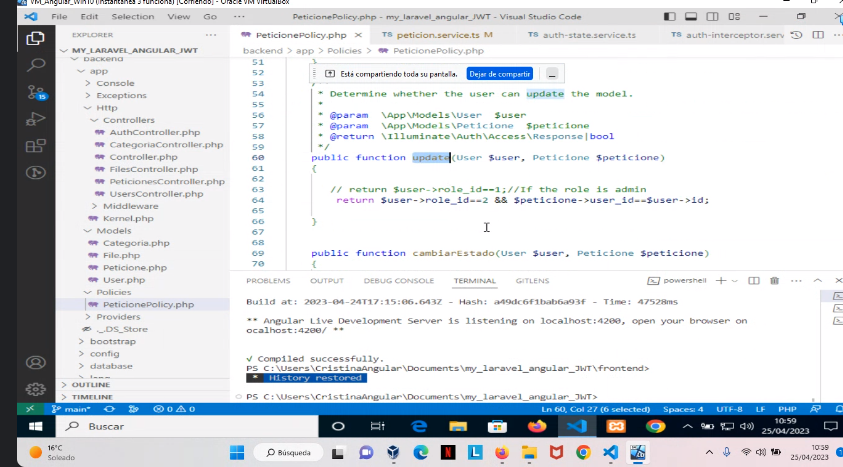 VM_Angular_Win10 (Instantánea 3 funciona) [Corriendo] - Oracle VM VirtualBox
File Edit Selection View Go ··· PeticionePolicy.php - my_laravel_angular_JWT - Visual Studio Code
EXPLORER ···
PeticionePolicy.php × TS peticion.service.ts M TS auth-state.service.ts TS auth-interceptor.serv ···
MY_LARAVEL_ANGULAR_JWT
backend > app > Policies > PeticionePolicy.php
backend
app
Console
Exceptions
Http
Controllers
AuthController.php
CategoriaController.php
Controller.php
FilesController.php
PeticionesController.php
UsersController.php
Middleware
Kernel.php
Models
Categoria.php
File.php
Peticione.php
User.php
Policies
PeticionePolicy.php
Providers
._DS_Store
bootstrap
config
database
OUTLINE
TIMELINE
15
51
52
Está compartiendo toda su pantalla. Dejar de compartir
53
54 * Determine whether the user can update the model.
55 *
56 * @param \App\Models\User $user
57 * @param \App\Models\Peticione $peticione
58 * @return \Illuminate\Auth\Access\Response|bool
59 */
60 public function update(User $user, Peticione $peticione)
61 {
62
63 // return $user->role_id==1;//If the role is admin
64 return $user->role_id==2 && $peticione->user_id==$user->id;
65
66 }
67
68
69 public function cambiarEstado(User $user, Peticione $peticione)
70 {
PROBLEMS OUTPUT DEBUG CONSOLE TERMINAL GITLENS powershell
Build at: 2023-04-24T17:15:06.643Z - Hash: a49dc6f1bab6a93f - Time: 47528ms
** Angular Live Development Server is listening on localhost:4200, open your browser on
ocalhost:4200/ **
√ Compiled successfully.
PS C:\Users\CristinaAngular\Documents\my_laravel_angular_JWT\frontend>
* History restored
PS C:\Users\CristinaAngular\Documents\my_laravel_angular_JWT>
main* 0 0 Ln 60, Col 27 (6 selected) Spaces: 4 UTF-8 LF PHP
Buscar
10:59
25/04/2023
16°C
Soleado
Búsqueda
10:59
25/04/2023